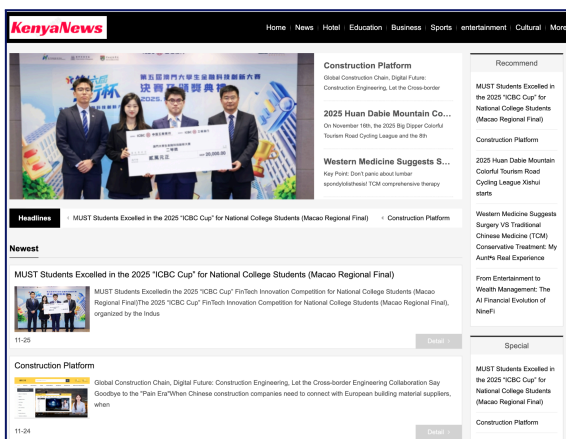 KenyaNews
Home News Hotel Education Business Sports entertainment Cultural More
第五届澳門大學生金融科技創新大賽
決賽及頒獎典禮
2025.
貳萬元正
Construction Platform
Global Construction Chain, Digital Future:
Construction Engineering, Let the Cross-border
2025 Huan Dabie Mountain Co...
On November 16th, the 2025 Big Dipper Colorful
Tourism Road Cycling League and the 8th
Western Medicine Suggests S...
Key Point: Don't panic about lumbar
spondylolisthesis! TCM comprehensive therapy
Headlines
MUST Students Excelled in the 2025 "ICBC Cup" for National College Students (Macao Regional Final)
Construction Platform
Newest
MUST Students Excelled in the 2025 "ICBC Cup" for National College Students (Macao Regional Final)
MUST Students Excelledin the 2025 "ICBC Cup" FinTech Innovation Competition for National College Students (Macao
Regional Final)The 2025 "ICBC Cup" FinTech Innovation Competition for National College Students (Macao Regional Final),
organized by the Indus
11-25
Detail >
Construction Platform
Global Construction Chain, Digital Future: Construction Engineering, Let the Cross-border Engineering Collaboration Say
Goodbye to the "Pain Era"When Chinese construction companies need to connect with European building material suppliers,
when
11-24
Detail >
Recommend
MUST Students Excelled in
the 2025 "ICBC Cup" for
National College Students
(Macao Regional Final)
Construction Platform
2025 Huan Dabie Mountain
Colorful Tourism Road
Cycling League Xishui
starts
Western Medicine Suggests
Surgery VS Traditional
Chinese Medicine (TCM)
Conservative Treatment: My
Aunt's Real Experience
From Entertainment to
Wealth Management: The
AI Financial Evolution of
NineFi
Special
MUST Students Excelled in
the 2025 "ICBC Cup" for
National College Students
(Macao Regional Final)
Construction Platform